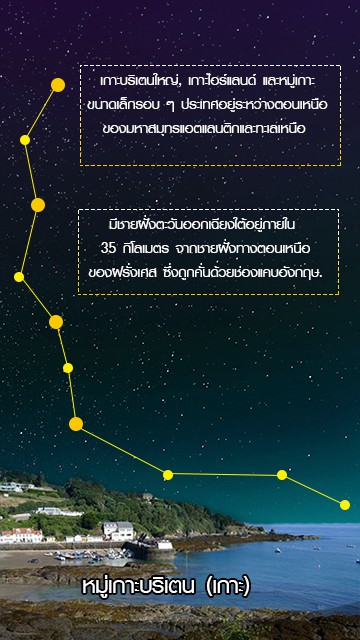 เกาะบริเตนใหญ่, เกาะไอร์แลนด์ และหมู่เกาะ
ขนาดเล็กรอบ ๆ ประเทศอยู่ระหว่างตอนเหนือ
ของมหาสมุทรแอตแลนติกและทะเลเหนือ
มีชายฝั่งตะวันออกเฉียงใต้อยู่ภายใน
35 กิโลเมตร จากชายฝั่งทางตอนเหนือ
ของฝรั่งเศส ซึ่งถูกคั่นด้วยช่องแคบอังกฤษ.
หมู่เกาะบริเตน (เกาะ)